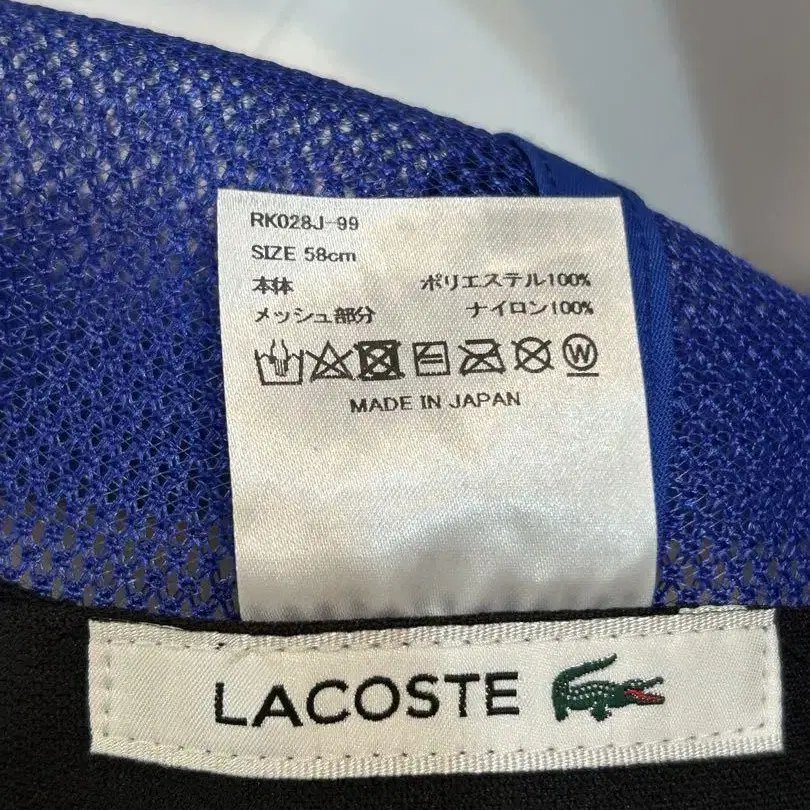 RK028J-99
SIZE 58cm
本体 ポリエステル100%
メッシュ部分 ナイロン100%
W
MADE IN JAPAN
LACOSTE